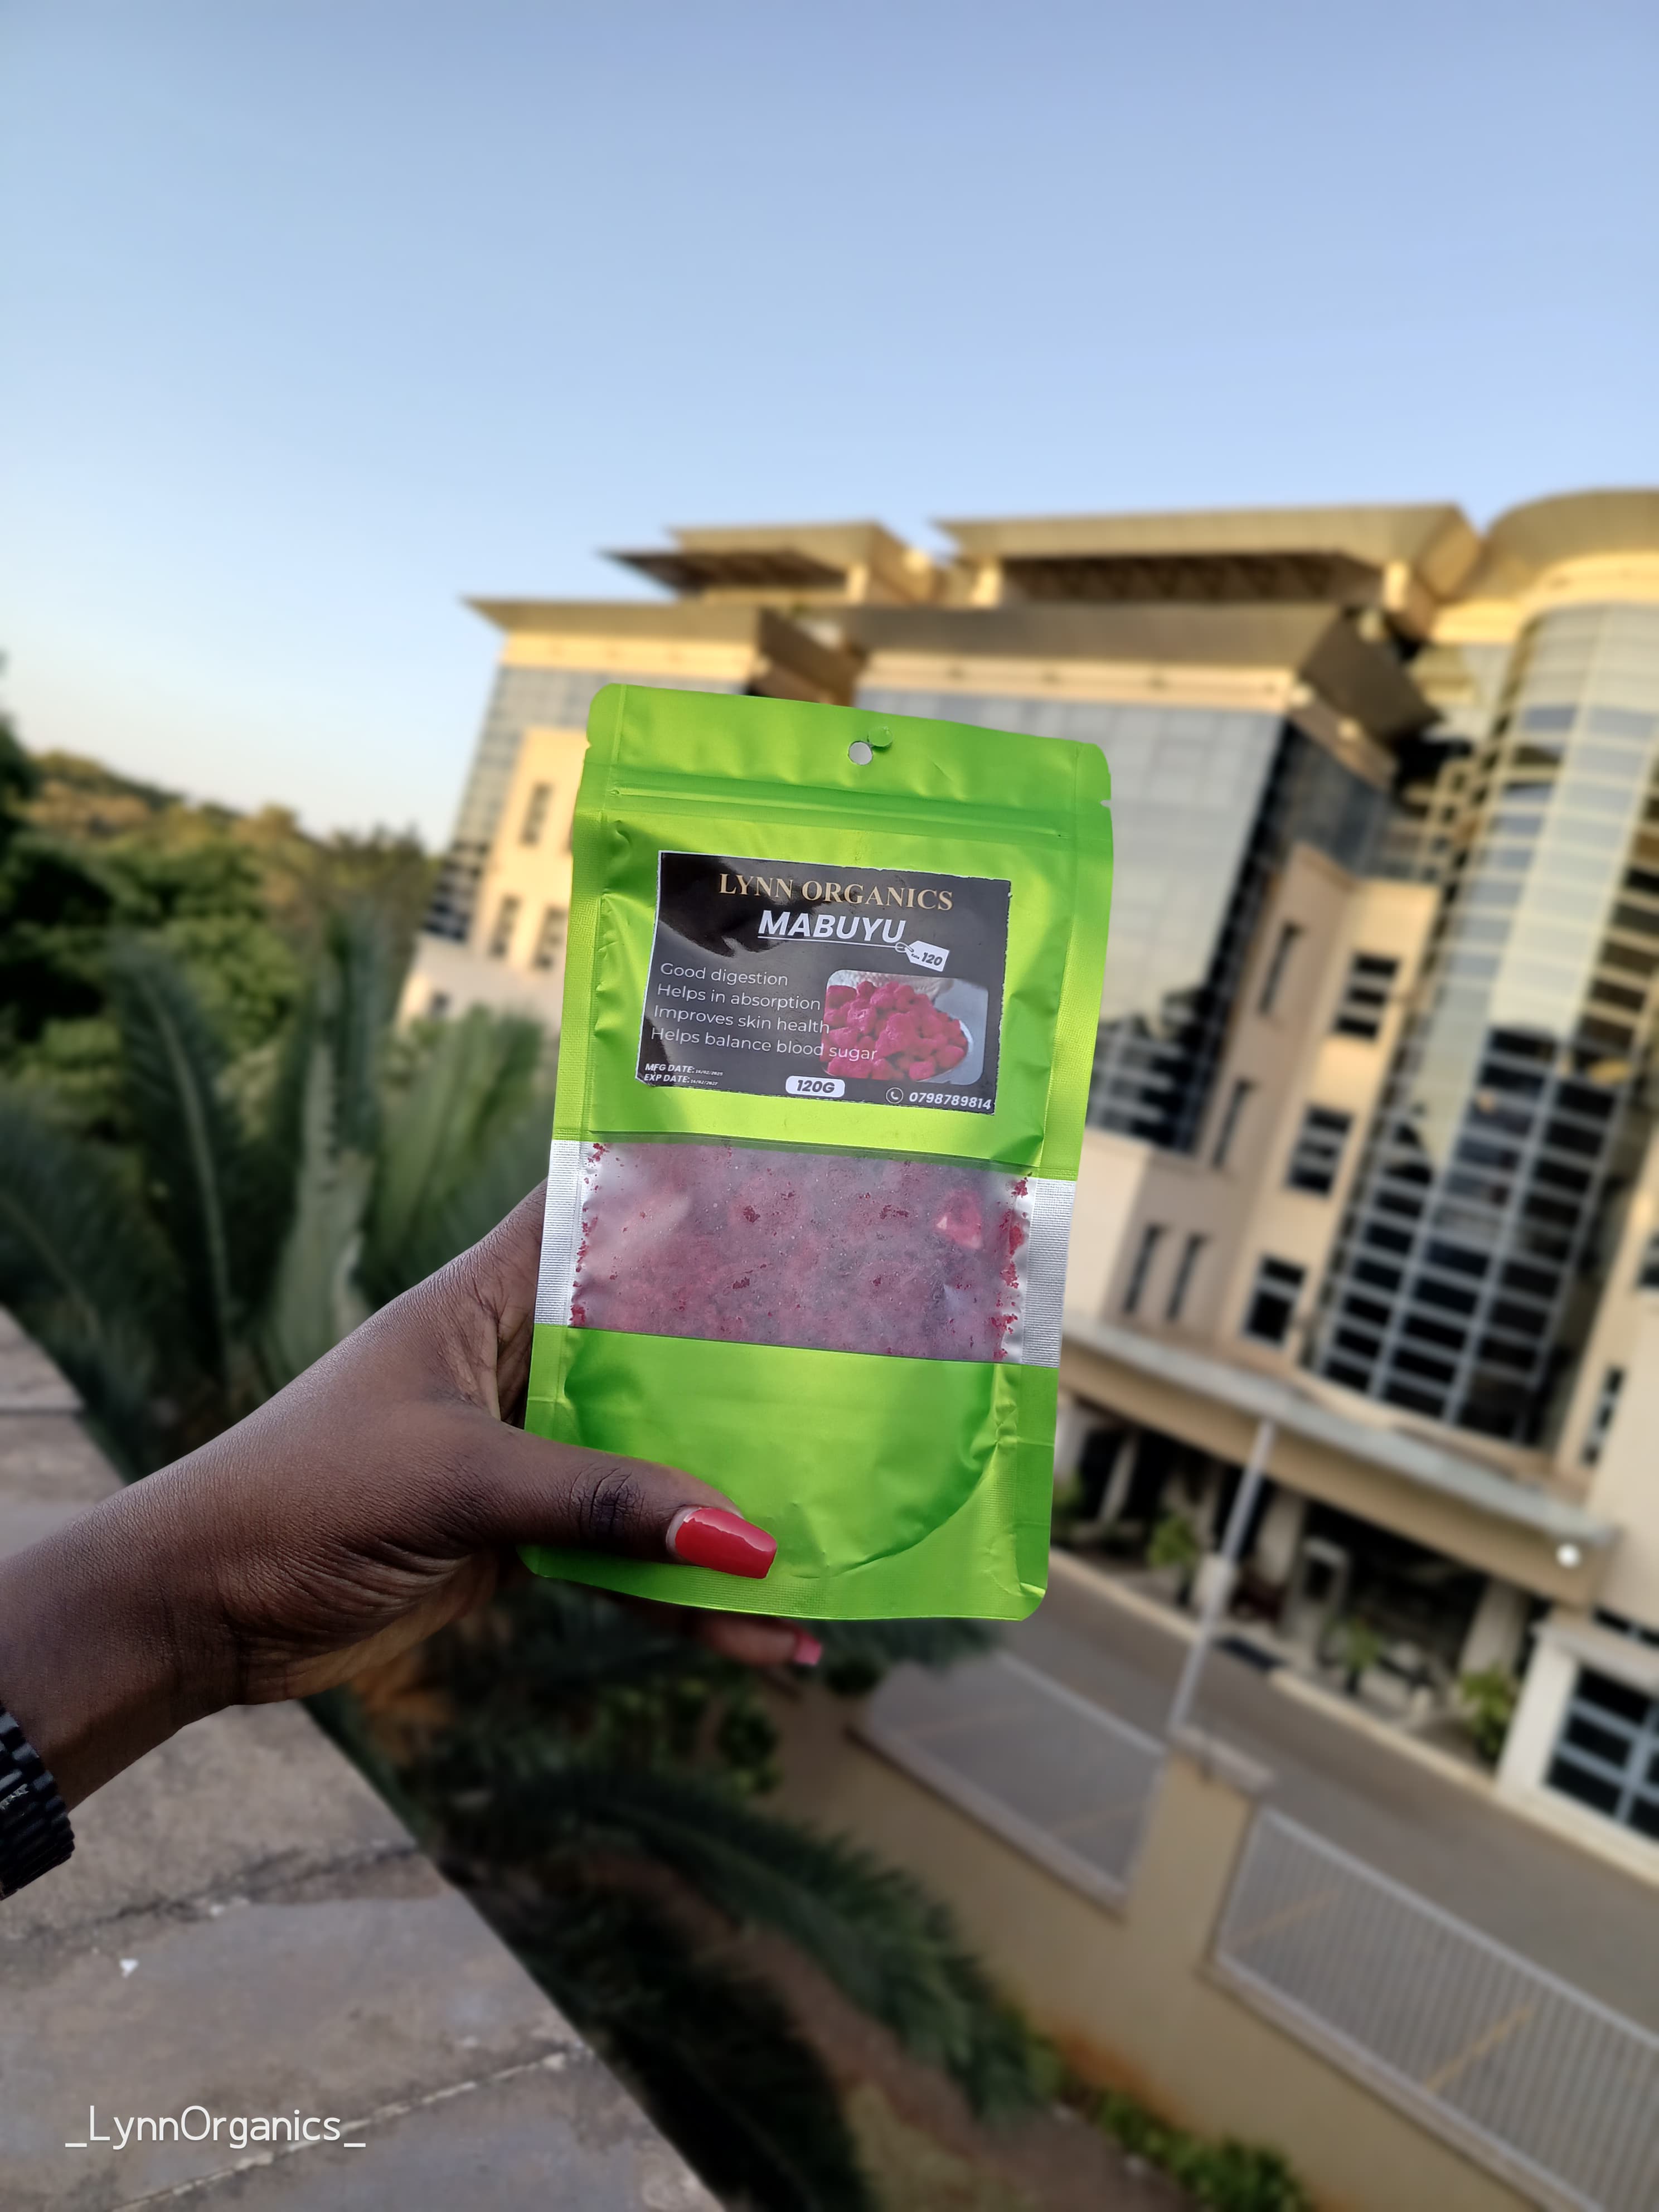 LYNN ORGANICS
MABUYU
120
Good digestion
Helps in absorption
Improves skin health
Helps balance blood sugar
MFG DATE:
EXP DATE:
120G
0798789814
_LynnOrganics_